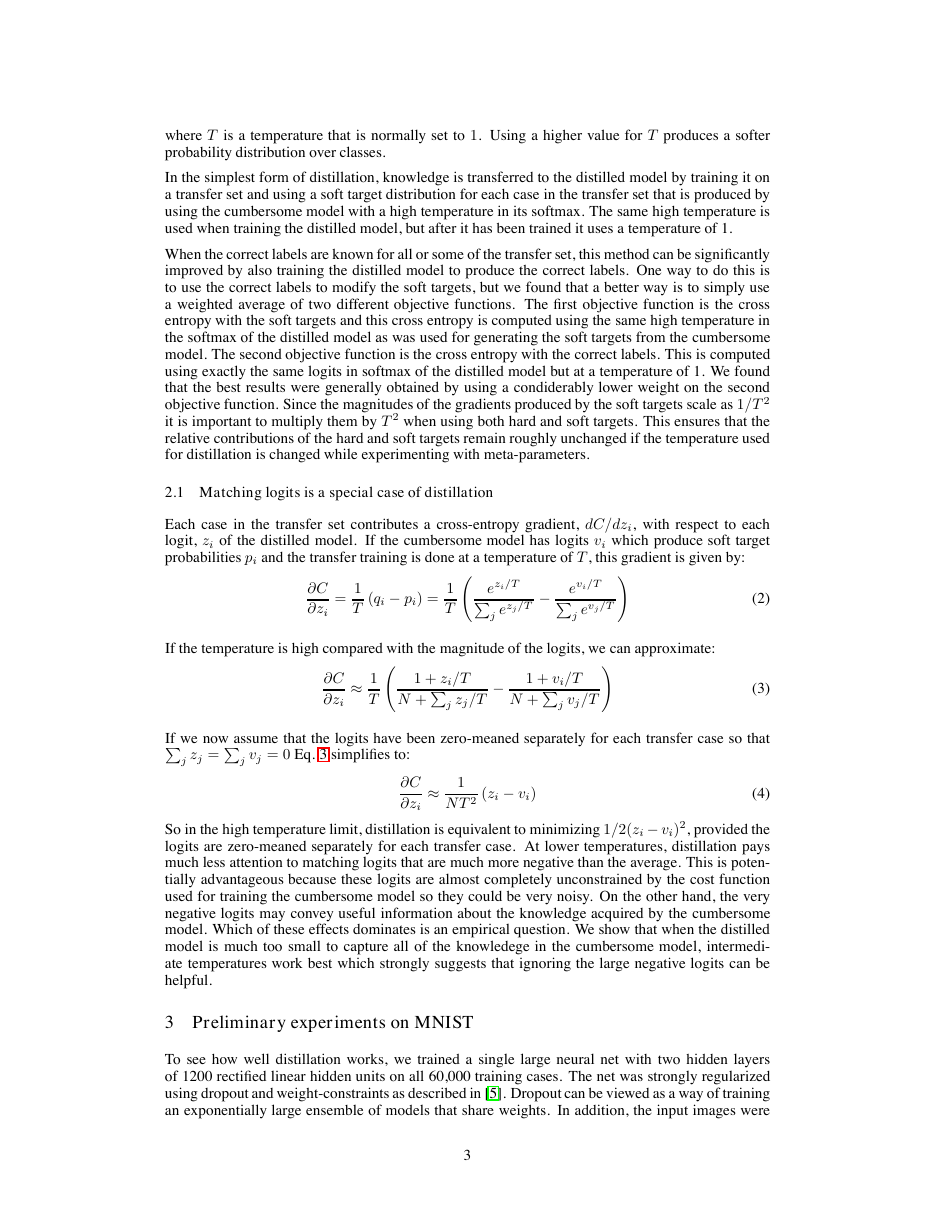 where T is a temperature that is normally set to 1. Using a higher value for T produces a softer
probability distribution over classes.
In the simplest form of distillation, knowledge is transferred to the distilled model by training it on
a transfer set and using a soft target distribution for each case in the transfer set that is produced by
using the cumbersome model with a high temperature in its softmax. The same high temperature is
used when training the distilled model, but after it has been trained it uses a temperature of 1.
When the correct labels are known for all or some of the transfer set, this method can be significantly
improved by also training the distilled model to produce the correct labels. One way to do this is
to use the correct labels to modify the soft targets, but we found that a better way is to simply use
a weighted average of two different objective functions. The first objective function is the cross
entropy with the soft targets and this cross entropy is computed using the same high temperature in
the softmax of the distilled model as was used for generating the soft targets from the cumbersome
model. The second objective function is the cross entropy with the correct labels. This is computed
using exactly the same logits in softmax of the distilled model but at a temperature of 1. We found
that the best results were generally obtained by using a condiderably lower weight on the second
objective function. Since the magnitudes of the gradients produced by the soft targets scale as 1/T²
it is important to multiply them by T² when using both hard and soft targets. This ensures that the
relative contributions of the hard and soft targets remain roughly unchanged if the temperature used
for distillation is changed while experimenting with meta-parameters.
2.1 Matching logits is a special case of distillation
Each case in the transfer set contributes a cross-entropy gradient, dC/dz_i, with respect to each
logit, z_i of the distilled model. If the cumbersome model has logits v_i which produce soft target
probabilities p_i and the transfer training is done at a temperature of T, this gradient is given by:
∂C/∂z_i = 1/T (q_i − p_i) = 1/T ( e^{z_i/T} / ∑_j e^{z_j/T} − e^{v_i/T} / ∑_j e^{v_j/T} ) (2)
If the temperature is high compared with the magnitude of the logits, we can approximate:
∂C/∂z_i ≈ 1/T ( (1 + z_i/T) / (N + ∑_j z_j/T) − (1 + v_i/T) / (N + ∑_j v_j/T) ) (3)
If we now assume that the logits have been zero-meaned separately for each transfer case so that
∑_j z_j = ∑_j v_j = 0 Eq. 3 simplifies to:
∂C/∂z_i ≈ 1/(NT²) (z_i − v_i) (4)
So in the high temperature limit, distillation is equivalent to minimizing 1/2(z_i − v_i)², provided the
logits are zero-meaned separately for each transfer case. At lower temperatures, distillation pays
much less attention to matching logits that are much more negative than the average. This is poten-
tially advantageous because these logits are almost completely unconstrained by the cost function
used for training the cumbersome model so they could be very noisy. On the other hand, the very
negative logits may convey useful information about the knowledge acquired by the cumbersome
model. Which of these effects dominates is an empirical question. We show that when the distilled
model is much too small to capture all of the knowledege in the cumbersome model, intermedi-
ate temperatures work best which strongly suggests that ignoring the large negative logits can be
helpful.
3 Preliminary experiments on MNIST
To see how well distillation works, we trained a single large neural net with two hidden layers
of 1200 rectified linear hidden units on all 60,000 training cases. The net was strongly regularized
using dropout and weight-constraints as described in [5]. Dropout can be viewed as a way of training
an exponentially large ensemble of models that share weights. In addition, the input images were
3